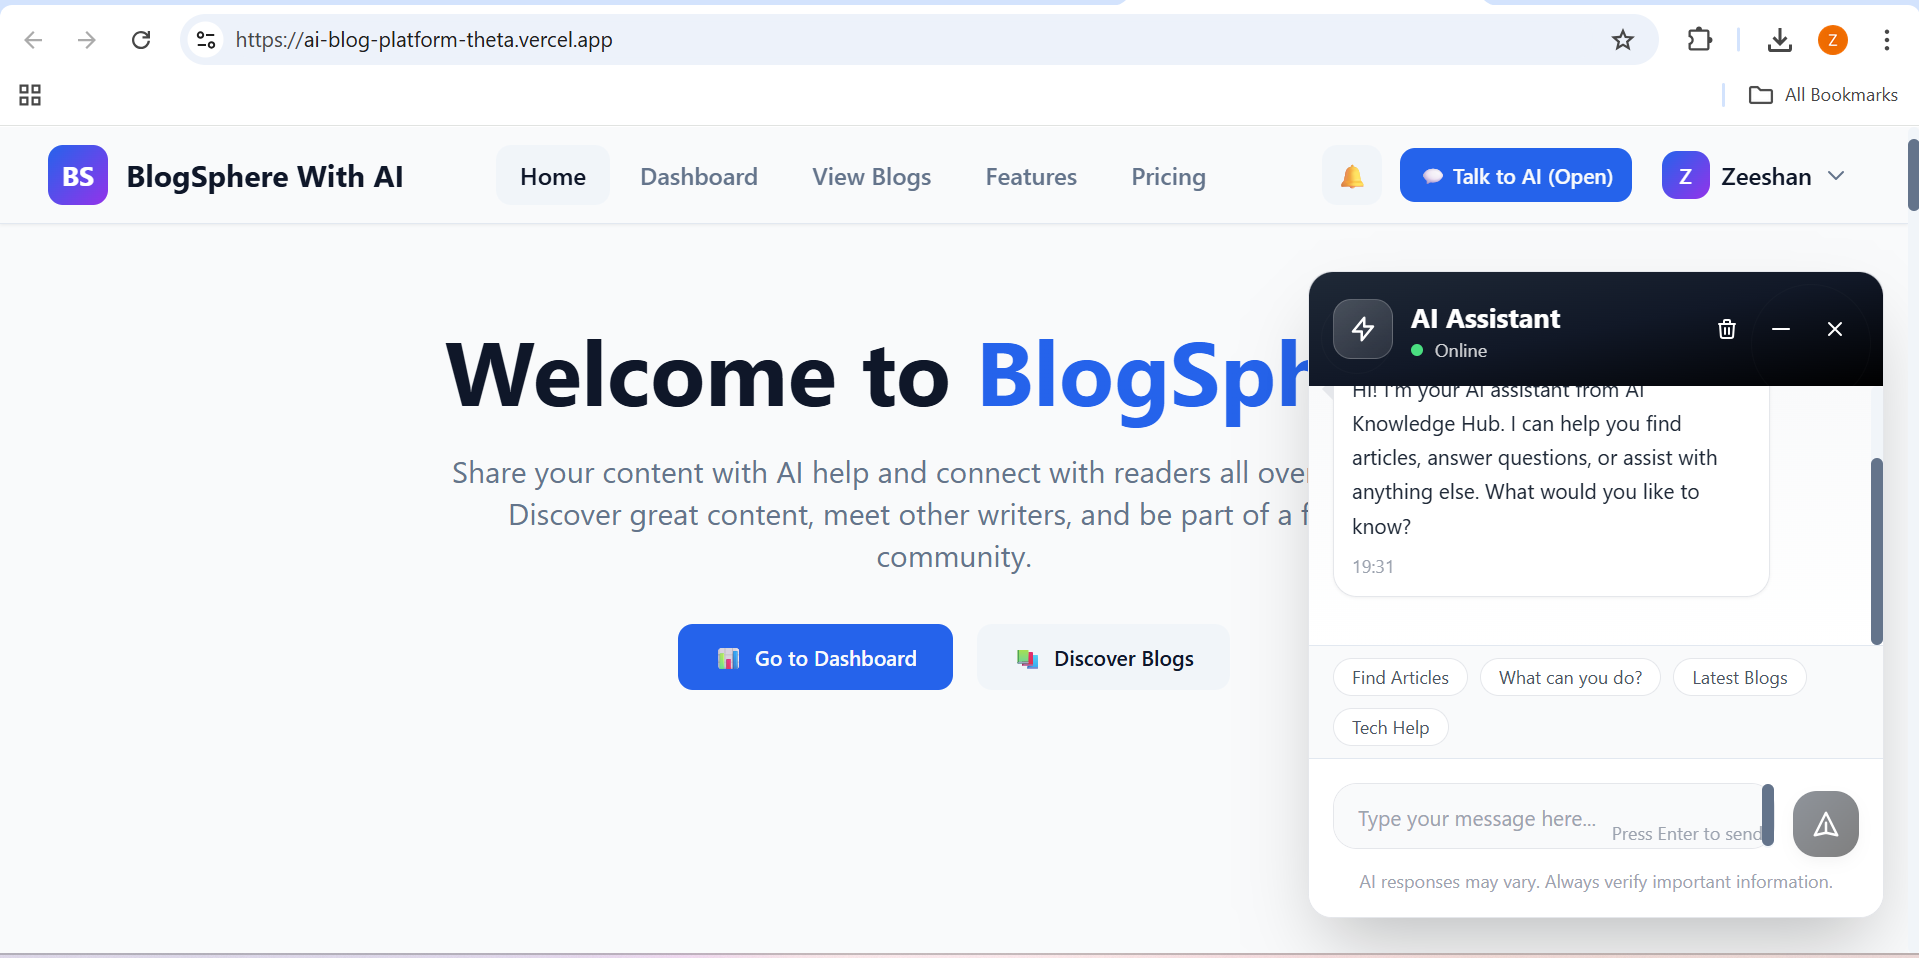 https://ai-blog-platform-theta.vercel.app
Z
All Bookmarks
BS
BlogSphere With AI
Home
Dashboard
View Blogs
Features
Pricing
Talk to AI (Open)
Z
Zeeshan
Welcome to BlogSph
Share your content with AI help and connect with readers all over
Discover great content, meet other writers, and be part of a f
community.
Go to Dashboard
Discover Blogs
AI Assistant
Online
Hi! I'm your AI assistant from AI
Knowledge Hub. I can help you find
articles, answer questions, or assist with
anything else. What would you like to
know?
19:31
Find Articles
What can you do?
Latest Blogs
Tech Help
Type your message here...
Press Enter to send
AI responses may vary. Always verify important information.